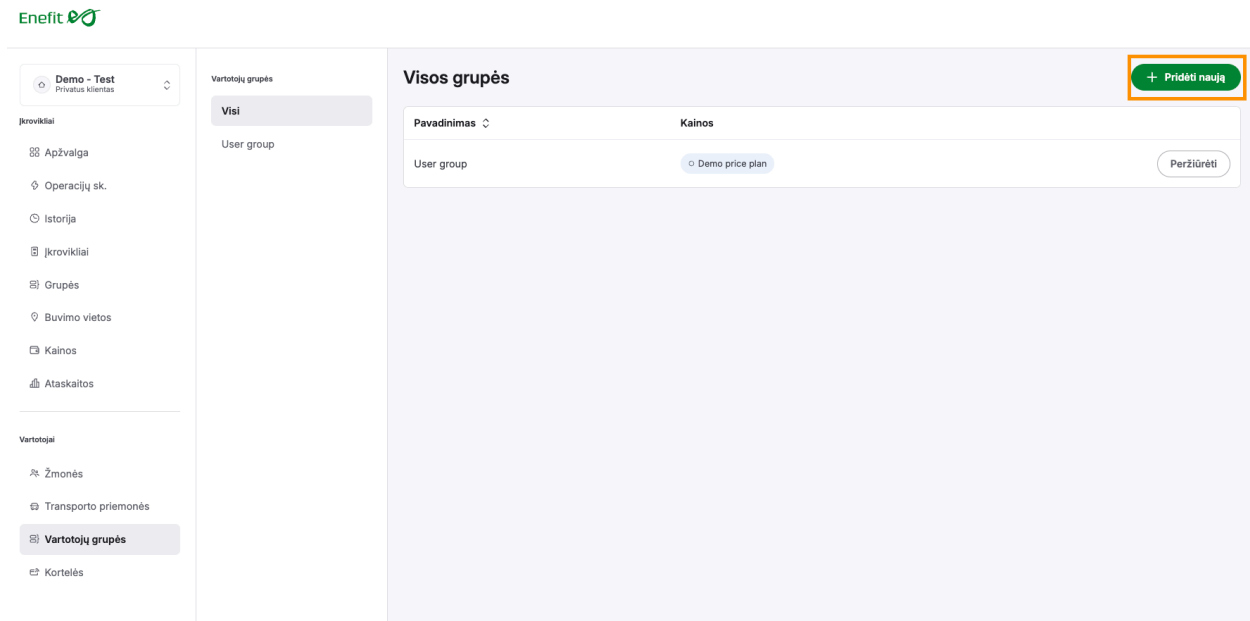 Enefit
Demo - Test
Privatus klientas
Įkrovikliai
Apžvalga
Operacijų sk.
Istorija
Įkrovikliai
Grupės
Buvimo vietos
Kainos
Ataskaitos
Vartotojai
Žmonės
Transporto priemonės
Vartotojų grupės
Kortelės
Vartotojų grupės
Visi
User group
Visos grupės
+ Pridėti naują
Pavadinimas Kainos
User group Demo price plan Peržiūrėti